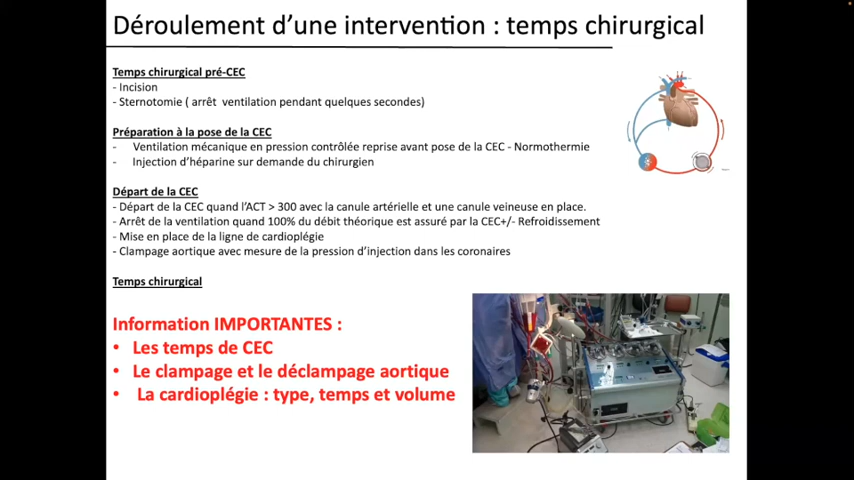 Déroulement d'une intervention : temps chirurgical
Temps chirurgical pré-CEC
- Incision
- Sternotomie ( arrêt ventilation pendant quelques secondes)
Préparation à la pose de la CEC
- Ventilation mécanique en pression contrôlée reprise avant pose de la CEC - Normothermie
- Injection d'héparine sur demande du chirurgien
Départ de la CEC
- Départ de la CEC quand l'ACT > 300 avec la canule artérielle et une canule veineuse en place.
- Arrêt de la ventilation quand 100% du débit théorique est assuré par la CEC+/- Refroidissement
- Mise en place de la ligne de cardioplégie
- Clampage aortique avec mesure de la pression d'injection dans les coronaires
Temps chirurgical
Information IMPORTANTES :
• Les temps de CEC
• Le clampage et le déclampage aortique
• La cardioplégie : type, temps et volume